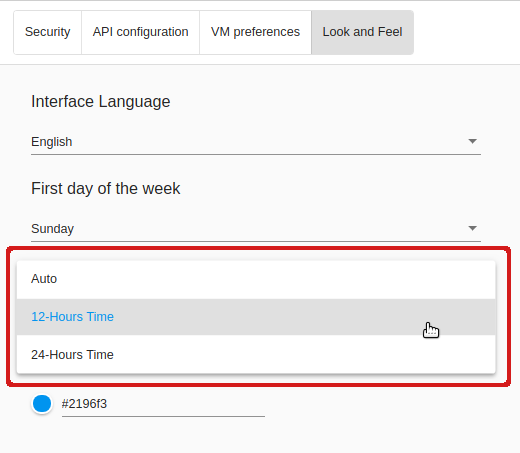 Security API configuration VM preferences Look and Feel
Interface Language
English
First day of the week
Sunday
Auto
12-Hours Time
24-Hours Time
#2196f3